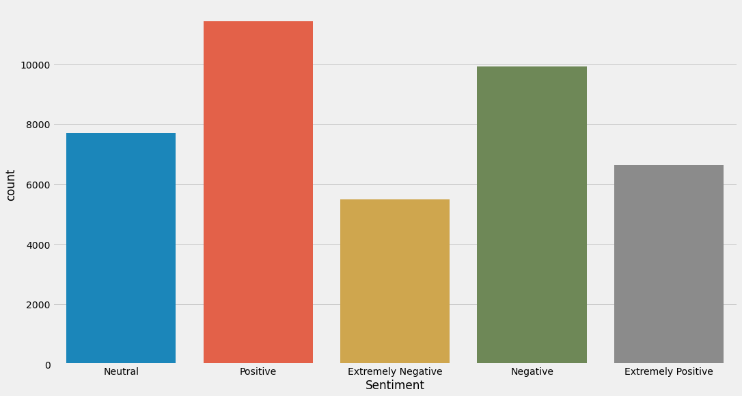 count
10000
8000
6000
4000
2000
0
Neutral Positive Extremely Negative Negative Extremely Positive
Sentiment